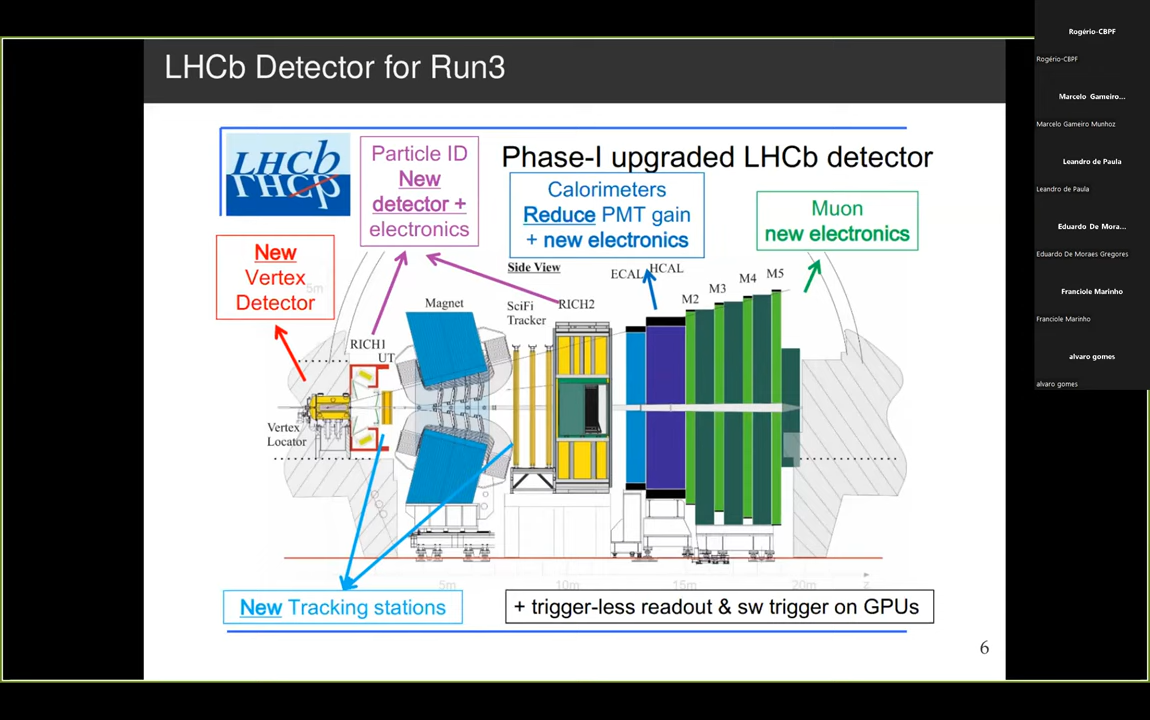 LHCb Detector for Run3
LHCb
LHCb
Phase-I upgraded LHCb detector
Particle ID
New
detector +
electronics
Calorimeters
Reduce PMT gain
+ new electronics
Muon
new electronics
New
Vertex
Detector
5m
Side View
ECAL
HCAL
M2
M3
M4
M5
Magnet
SciFi
Tracker
RICH2
RICH1
UT
Vertex
Locator
5m
10m
15m
20m
z
New Tracking stations
+ trigger-less readout & sw trigger on GPUs
6
Rogério-CBPF
Rogério-CBPF
Marcelo Gameiro...
Marcelo Gameiro Munhoz
Leandro de Paula
Leandro de Paula
Eduardo De Mora...
Eduardo De Moraes Gregores
Franciole Marinho
Franciole Marinho
alvaro gomes
alvaro gomes